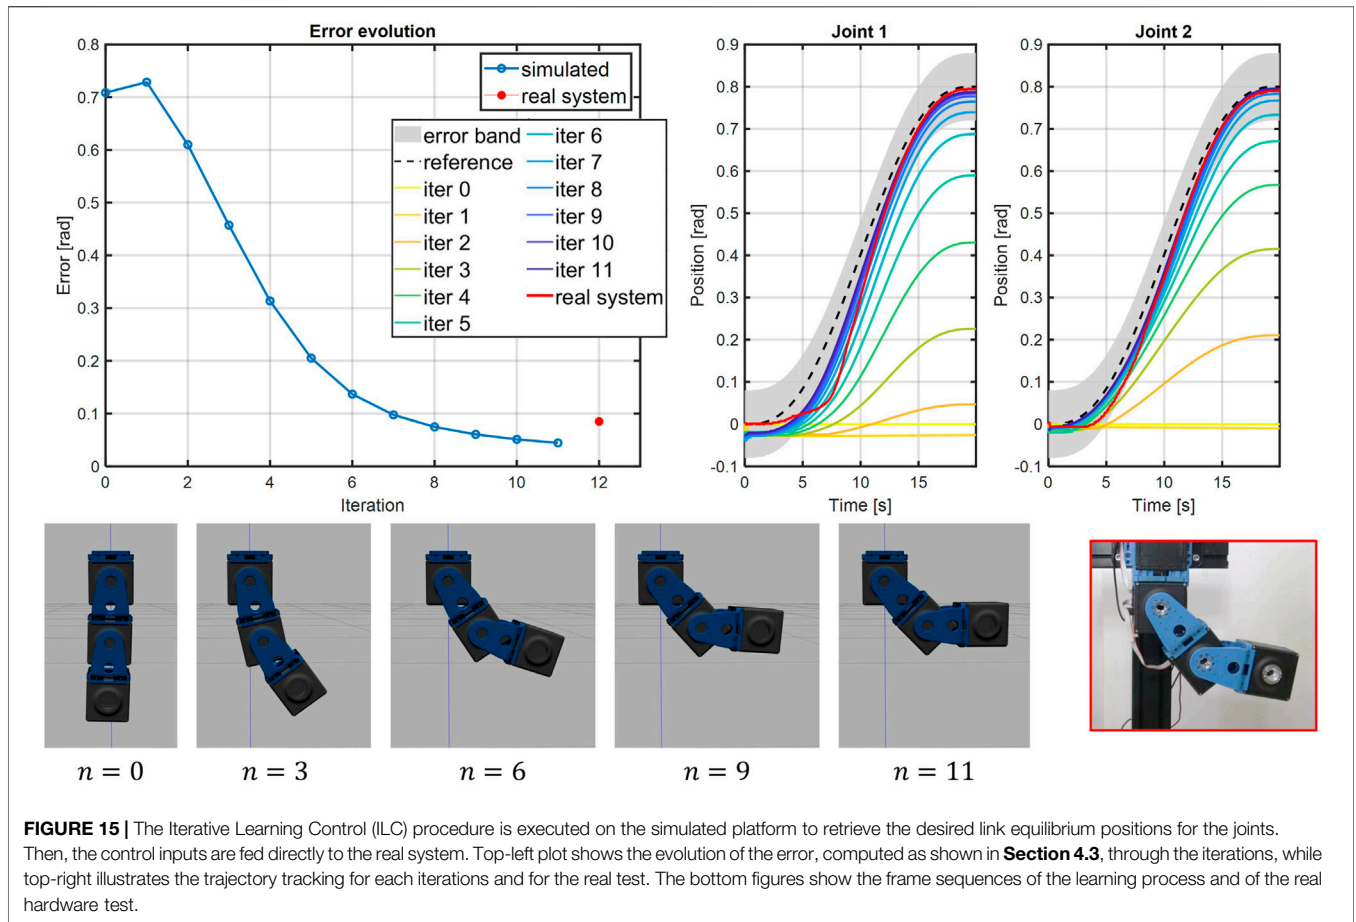 Error evolution
0.8
0.7
0.6
0.5
0.4
0.3
0.2
0.1
0
Error [rad]
0 2 4 6 8 10 12
Iteration
simulated
real system
error band
reference
iter 0
iter 1
iter 2
iter 3
iter 4
iter 5
iter 6
iter 7
iter 8
iter 9
iter 10
iter 11
real system
Joint 1
0.9
0.8
0.7
0.6
0.5
0.4
0.3
0.2
0.1
0
-0.1
Position [rad]
0 5 10 15
Time [s]
Joint 2
0.9
0.8
0.7
0.6
0.5
0.4
0.3
0.2
0.1
0
-0.1
Position [rad]
0 5 10 15
Time [s]
n = 0
n = 3
n = 6
n = 9
n = 11
FIGURE 15 | The Iterative Learning Control (ILC) procedure is executed on the simulated platform to retrieve the desired link equilibrium positions for the joints.
Then, the control inputs are fed directly to the real system. Top-left plot shows the evolution of the error, computed as shown in Section 4.3, through the iterations, while
top-right illustrates the trajectory tracking for each iterations and for the real test. The bottom figures show the frame sequences of the learning process and of the real
hardware test.